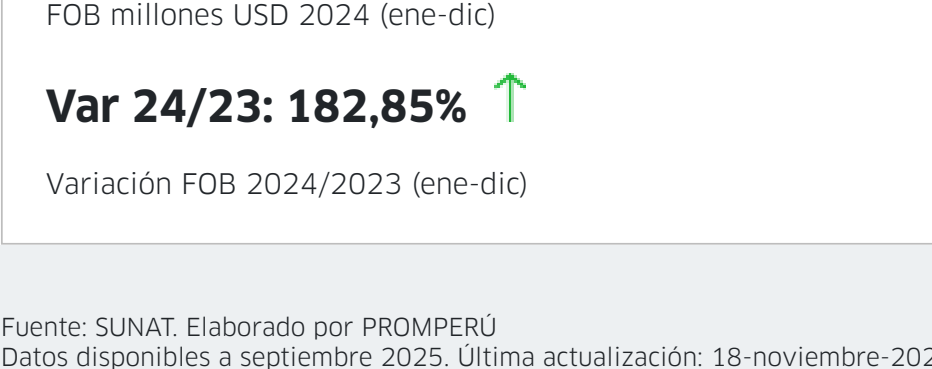 FOB millones USD 2024 (ene-dic)
Var 24/23: 182,85% ↑
Variación FOB 2024/2023 (ene-dic)
Fuente: SUNAT. Elaborado por PROMPERÚ
Datos disponibles a septiembre 2025. Última actualización: 18-noviembre-202